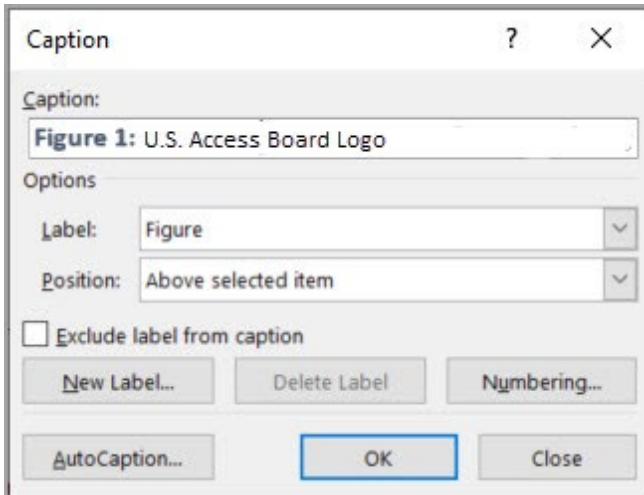 Caption ? X
Caption:
Figure 1: U.S. Access Board Logo
Options
Label: Figure
Position: Above selected item
Exclude label from caption
New Label... Delete Label Numbering...
AutoCaption... OK Close